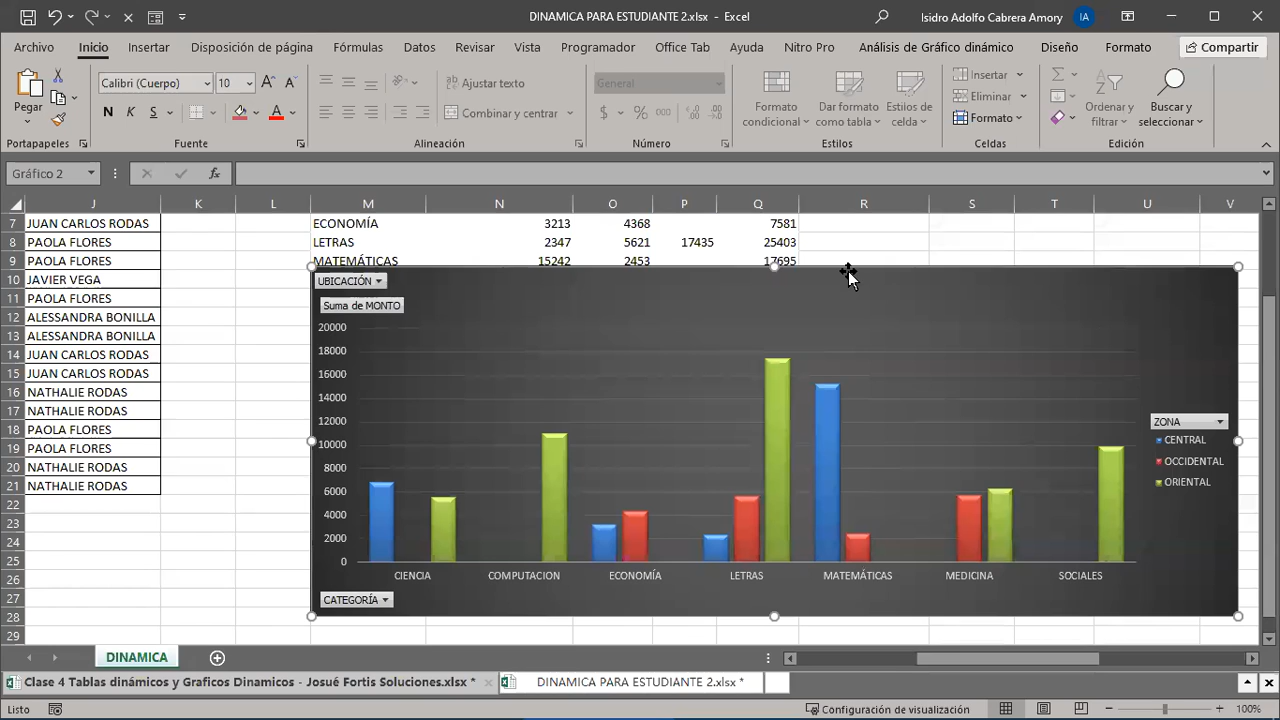 DINAMICA PARA ESTUDIANTE 2.xlsx - Excel
Isidro Adolfo Cabrera Amory IA
Archivo Inicio Insertar Disposición de página Fórmulas Datos Revisar Vista Programador Office Tab Ayuda Nitro Pro Análisis de Gráfico dinámico Diseño Formato Compartir
Pegar
Calibri (Cuerpo) 10
N K S
Ajustar texto
Combinar y centrar
General
$ % 000
Formato condicional
Dar formato como tabla
Estilos de celda
Insertar
Eliminar
Formato
Ordenar y filtrar
Buscar y seleccionar
Portapapeles Fuente Alineación Número Estilos Celdas Edición
Gráfico 2 fx
J K L M N O P Q R S T U V
7 JUAN CARLOS RODAS ECONOMÍA 3213 4368 7581
8 PAOLA FLORES LETRAS 2347 5621 17435 25403
9 PAOLA FLORES MATEMÁTICAS 15242 2453 17695
10 JAVIER VEGA
11 PAOLA FLORES
12 ALESSANDRA BONILLA
13 ALESSANDRA BONILLA
14 JUAN CARLOS RODAS
15 JUAN CARLOS RODAS
16 NATHALIE RODAS
17 NATHALIE RODAS
18 PAOLA FLORES
19 PAOLA FLORES
20 NATHALIE RODAS
21 NATHALIE RODAS
22
23
24
25
26
27
28
29
UBICACIÓN
Suma de MONTO
20000
18000
16000
14000
12000
10000
8000
6000
4000
2000
0
CIENCIA COMPUTACION ECONOMÍA LETRAS MATEMÁTICAS MEDICINA SOCIALES
ZONA
CENTRAL
OCCIDENTAL
ORIENTAL
CATEGORÍA
DINAMICA
Clase 4 Tablas dinámicos y Graficos Dinamicos - Josué Fortis Soluciones.xlsx * DINAMICA PARA ESTUDIANTE 2.xlsx *
Listo Configuración de visualización 100%